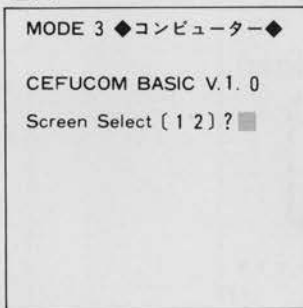 MODE 3 ◆コンピューター◆
CEFUCOM BASIC V.1.0
Screen Select (1 2)?